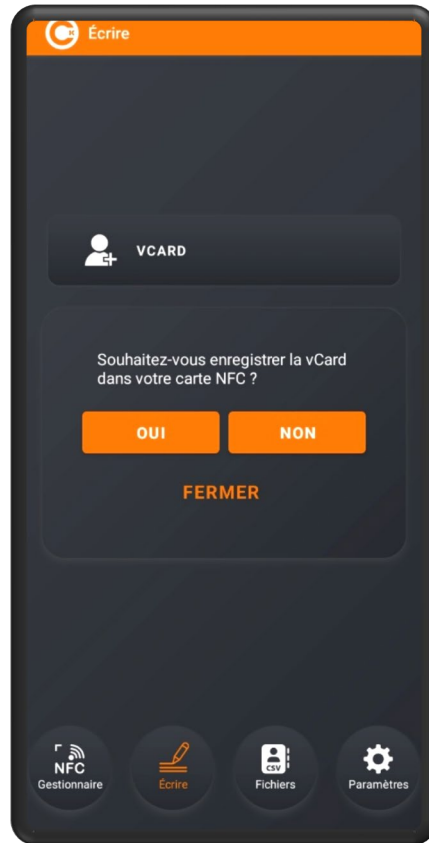 Écrire
VCARD
Souhaitez-vous enregistrer la vCard
dans votre carte NFC ?
OUI
NON
FERMER
NFC
Gestionnaire
Écrire
CSV
Fichiers
Paramètres